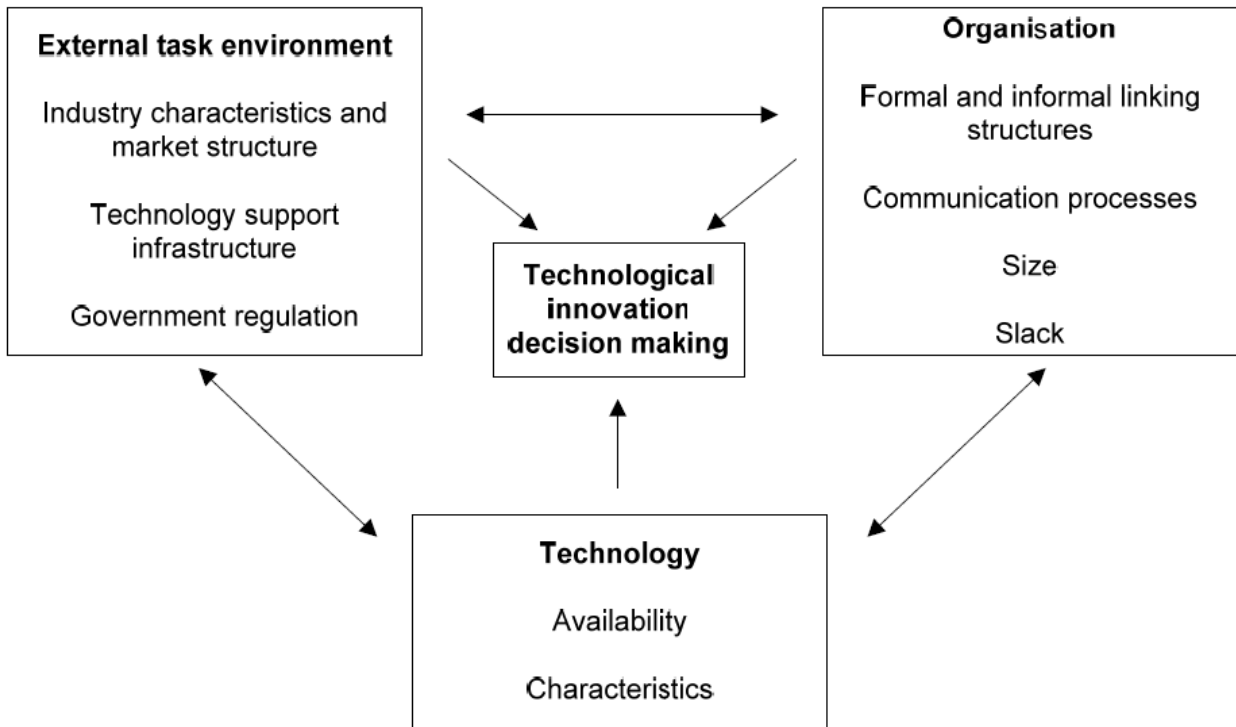 External task environment
Industry characteristics and
market structure
Technology support
infrastructure
Government regulation
Organisation
Formal and informal linking
structures
Communication processes
Size
Slack
Technological
innovation
decision making
Technology
Availability
Characteristics